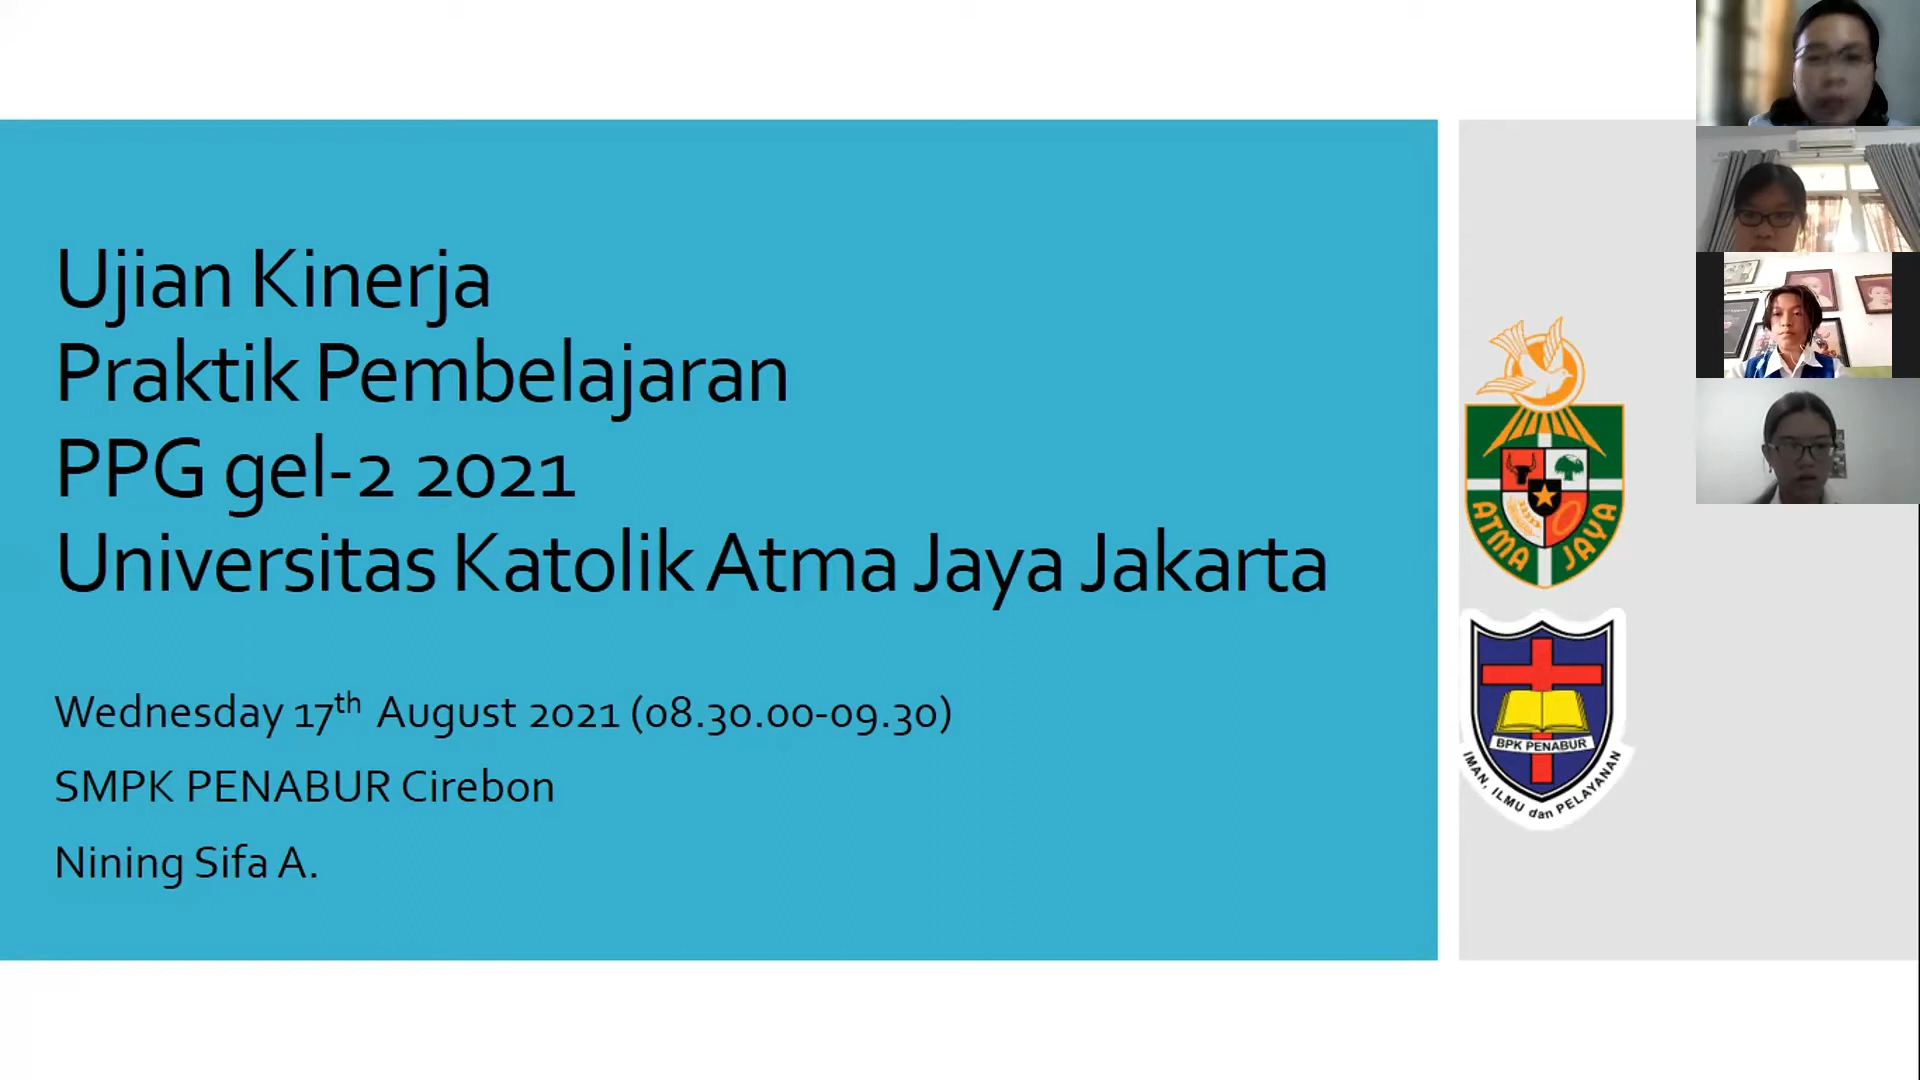 Ujian Kinerja
Praktik Pembelajaran
PPG gel-2 2021
Universitas Katolik Atma Jaya Jakarta
Wednesday 17th August 2021 (08.30.00-09.30)
SMPK PENABUR Cirebon
Nining Sifa A.
ATMA JAYA
BPK PENABUR
IMAN, ILMU dan PELAYANAN